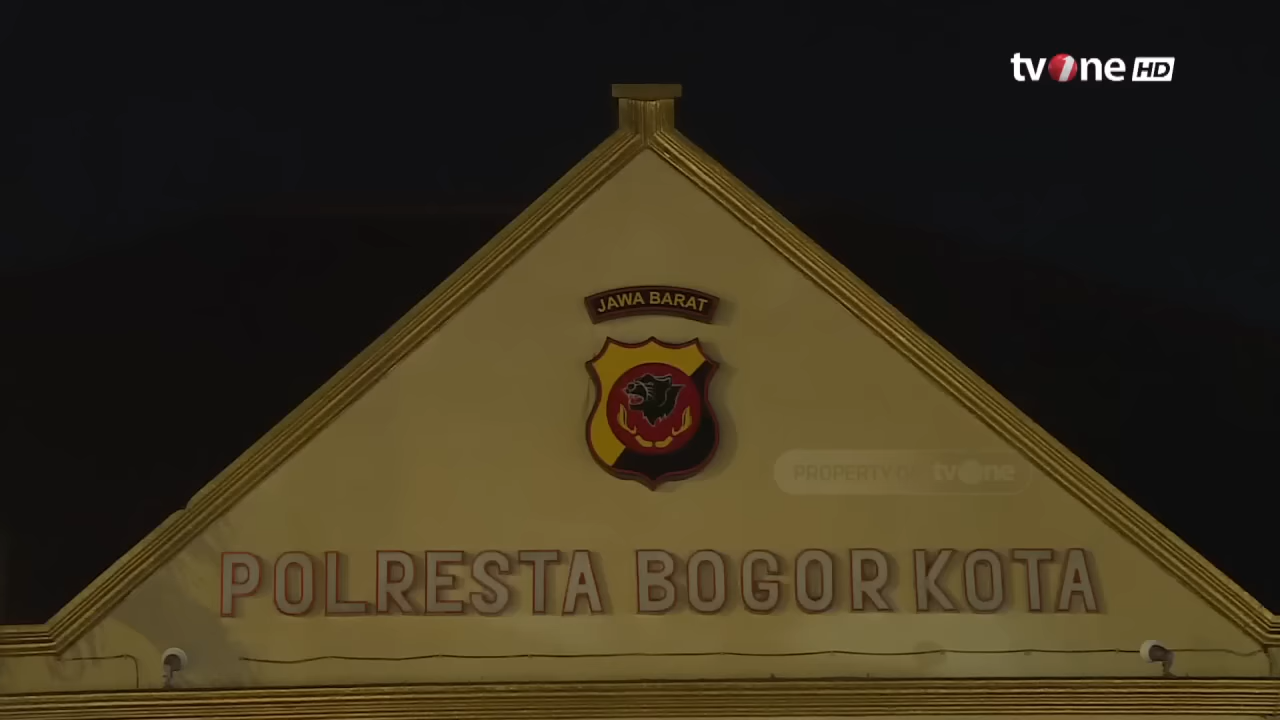 tvOne HD
JAWA BARAT
PROPERTY OF tvOne
POLRESTA BOGOR KOTA